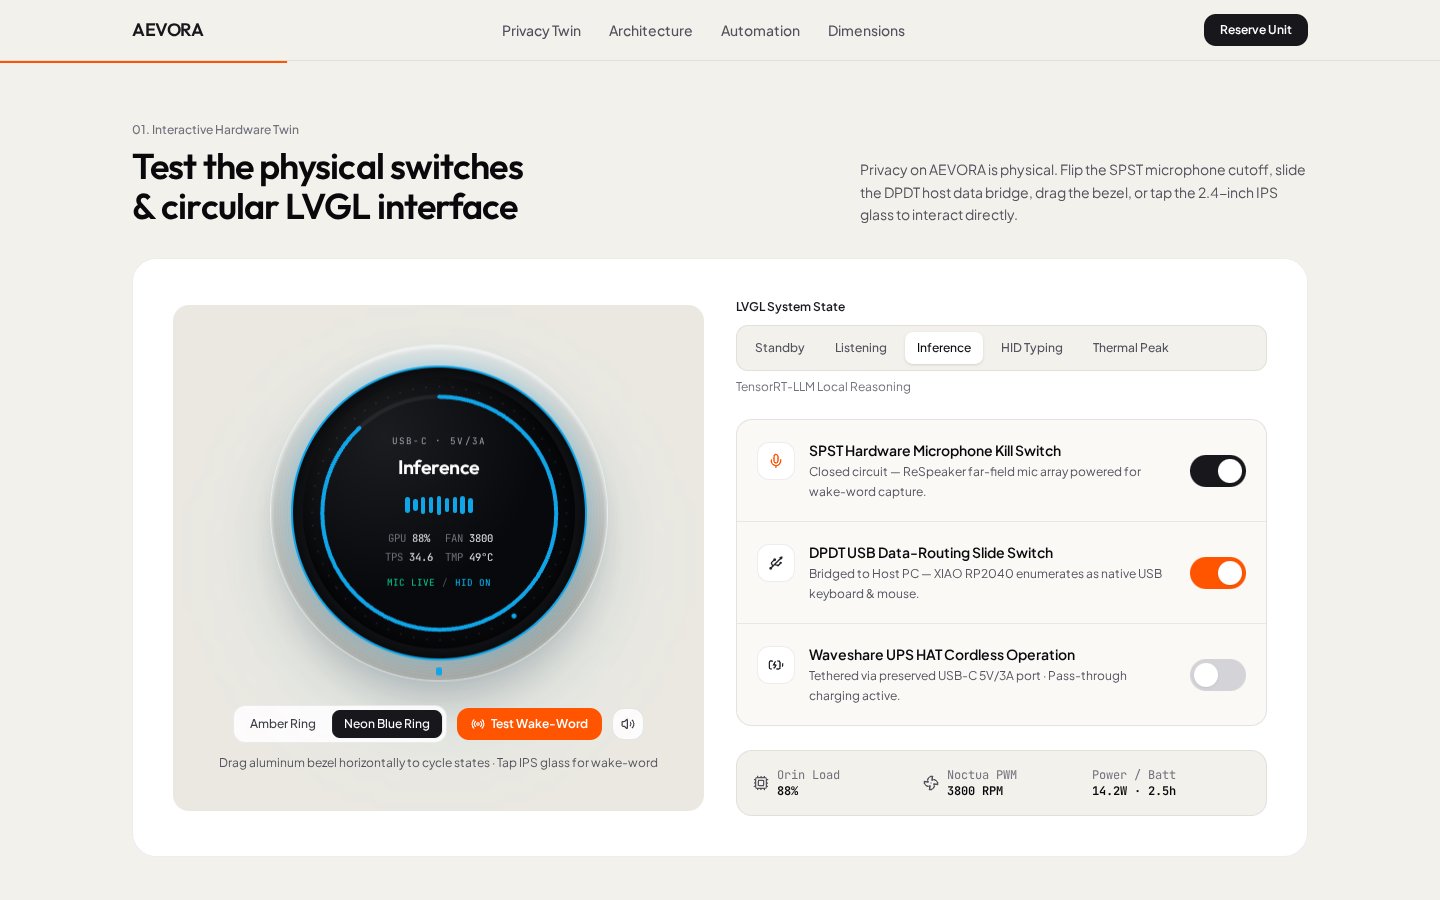 AEVORA
Privacy Twin
Architecture
Automation
Dimensions
Reserve Unit
01. Interactive Hardware Twin
Test the physical switches
& circular LVGL interface
Privacy on AEVORA is physical. Flip the SPST microphone cutoff, slide
the DPDT host data bridge, drag the bezel, or tap the 2.4-inch IPS
glass to interact directly.
USB-C · 5V/3A
Inference
GPU 88% FAN 3800
TPS 34.6 TMP 49°C
MIC LIVE / HID ON
Amber Ring
Neon Blue Ring
Test Wake-Word
Drag aluminum bezel horizontally to cycle states · Tap IPS glass for wake-word
LVGL System State
Standby
Listening
Inference
HID Typing
Thermal Peak
TensorRT-LLM Local Reasoning
SPST Hardware Microphone Kill Switch
Closed circuit — ReSpeaker far-field mic array powered for
wake-word capture.
DPDT USB Data-Routing Slide Switch
Bridged to Host PC — XIAO RP2040 enumerates as native USB
keyboard & mouse.
Waveshare UPS HAT Cordless Operation
Tethered via preserved USB-C 5V/3A port · Pass-through
charging active.
Orin Load
88%
Noctua PWM
3800 RPM
Power / Batt
14.2W · 2.5h